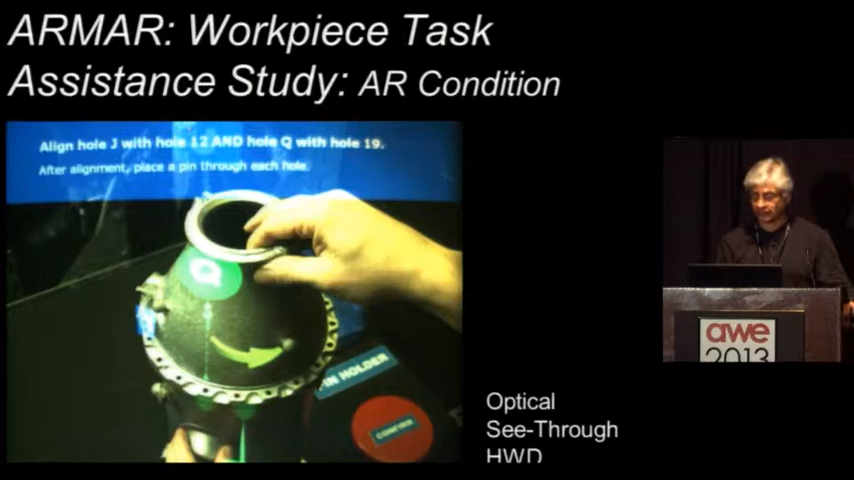 ARMAR: Workpiece Task
Assistance Study: AR Condition
Align hole J with hole 12 AND hole Q with hole 19.
After alignment, place a pin through each hole.
Q
PIN HOLDER
CONFIRM
awe
2013
Optical
See-Through
HWD